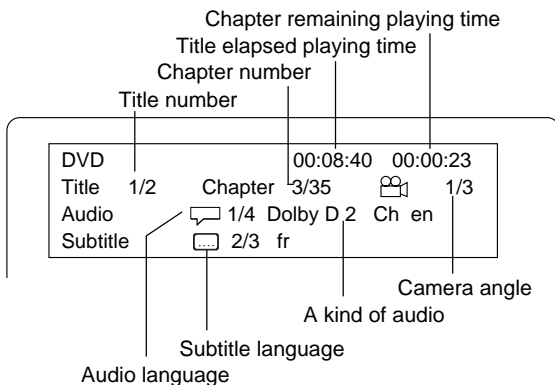 Chapter remaining playing time
Title elapsed playing time
Chapter number
Title number
DVD 00:08:40 00:00:23
Title 1/2 Chapter 3/35 1/3
Audio 1/4 Dolby D 2 Ch en
Subtitle .... 2/3 fr
Camera angle
A kind of audio
Subtitle language
Audio language